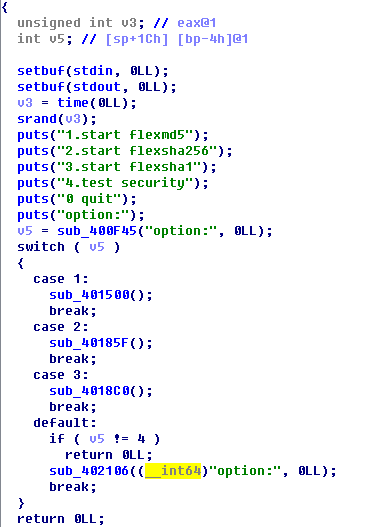 {
  unsigned int v3; // eax@1
  int v5; // [sp+1Ch] [bp-4h]@1

  setbuf(stdin, 0LL);
  setbuf(stdout, 0LL);
  v3 = time(0LL);
  srand(v3);
  puts("1.start flexmd5");
  puts("2.start flexsha256");
  puts("3.start flexsha1");
  puts("4.test security");
  puts("0 quit");
  puts("option:");
  v5 = sub_400F45("option:", 0LL);
  switch ( v5 )
  {
    case 1:
      sub_401500();
      break;
    case 2:
      sub_40185F();
      break;
    case 3:
      sub_4018C0();
      break;
    default:
      if ( v5 != 4 )
        return 0LL;
      sub_402106((__int64)"option:", 0LL);
      break;
  }
  return 0LL;